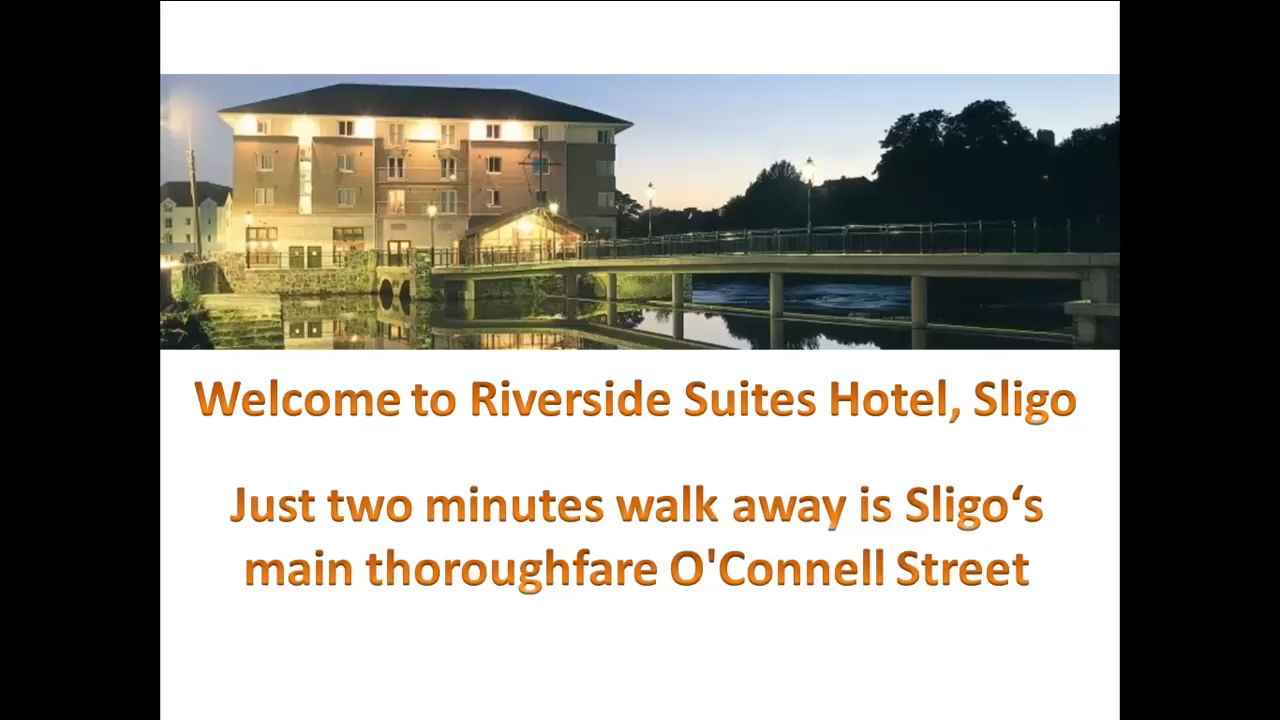 Welcome to Riverside Suites Hotel, Sligo
Just two minutes walk away is Sligo‘s
main thoroughfare O'Connell Street